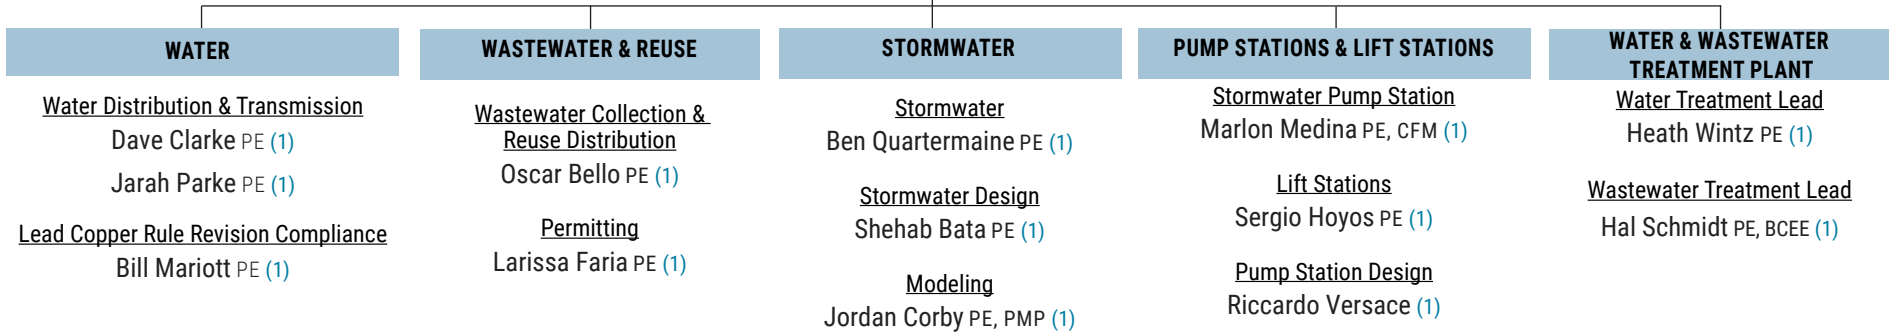 WATER
Water Distribution & Transmission
Dave Clarke PE (1)
Jarah Parke PE (1)
Lead Copper Rule Revision Compliance
Bill Mariott PE (1)
WASTEWATER & REUSE
Wastewater Collection &
Reuse Distribution
Oscar Bello PE (1)
Permitting
Larissa Faria PE (1)
STORMWATER
Stormwater
Ben Quartermaine PE (1)
Stormwater Design
Shehab Bata PE (1)
Modeling
Jordan Corby PE, PMP (1)
PUMP STATIONS & LIFT STATIONS
Stormwater Pump Station
Marlon Medina PE, CFM (1)
Lift Stations
Sergio Hoyos PE (1)
Pump Station Design
Riccardo Versace (1)
WATER & WASTEWATER
TREATMENT PLANT
Water Treatment Lead
Heath Wintz PE (1)
Wastewater Treatment Lead
Hal Schmidt PE, BCEE (1)